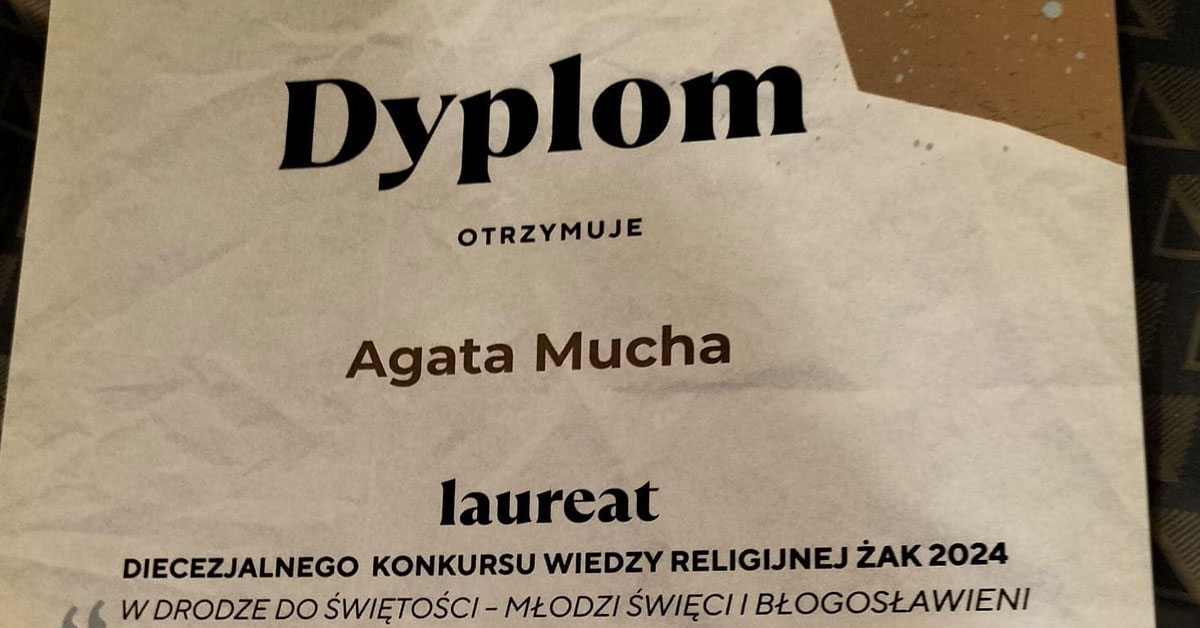 Dyplom
OTRZYMUJE
Agata Mucha
laureat
DIECEZJALNEGO KONKURSU WIEDZY RELIGIJNEJ ŻAK 2024
“ W DRODZE DO ŚWIĘTOŚCI – MŁODZI ŚWIĘCI I BŁOGOSŁAWIENI